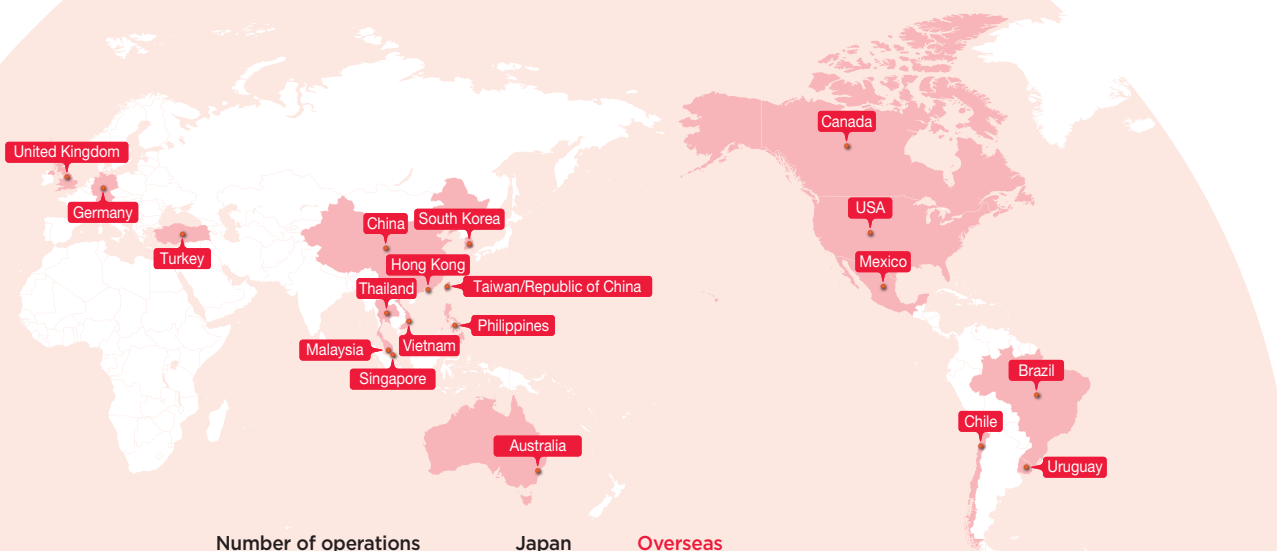 Canada
United Kingdom
USA
Germany
China
South Korea
Turkey
Hong Kong
Mexico
Thailand
Taiwan/Republic of China
Philippines
Malaysia
Vietnam
Singapore
Brazil
Chile
Australia
Uruguay
Number of operations Japan Overseas